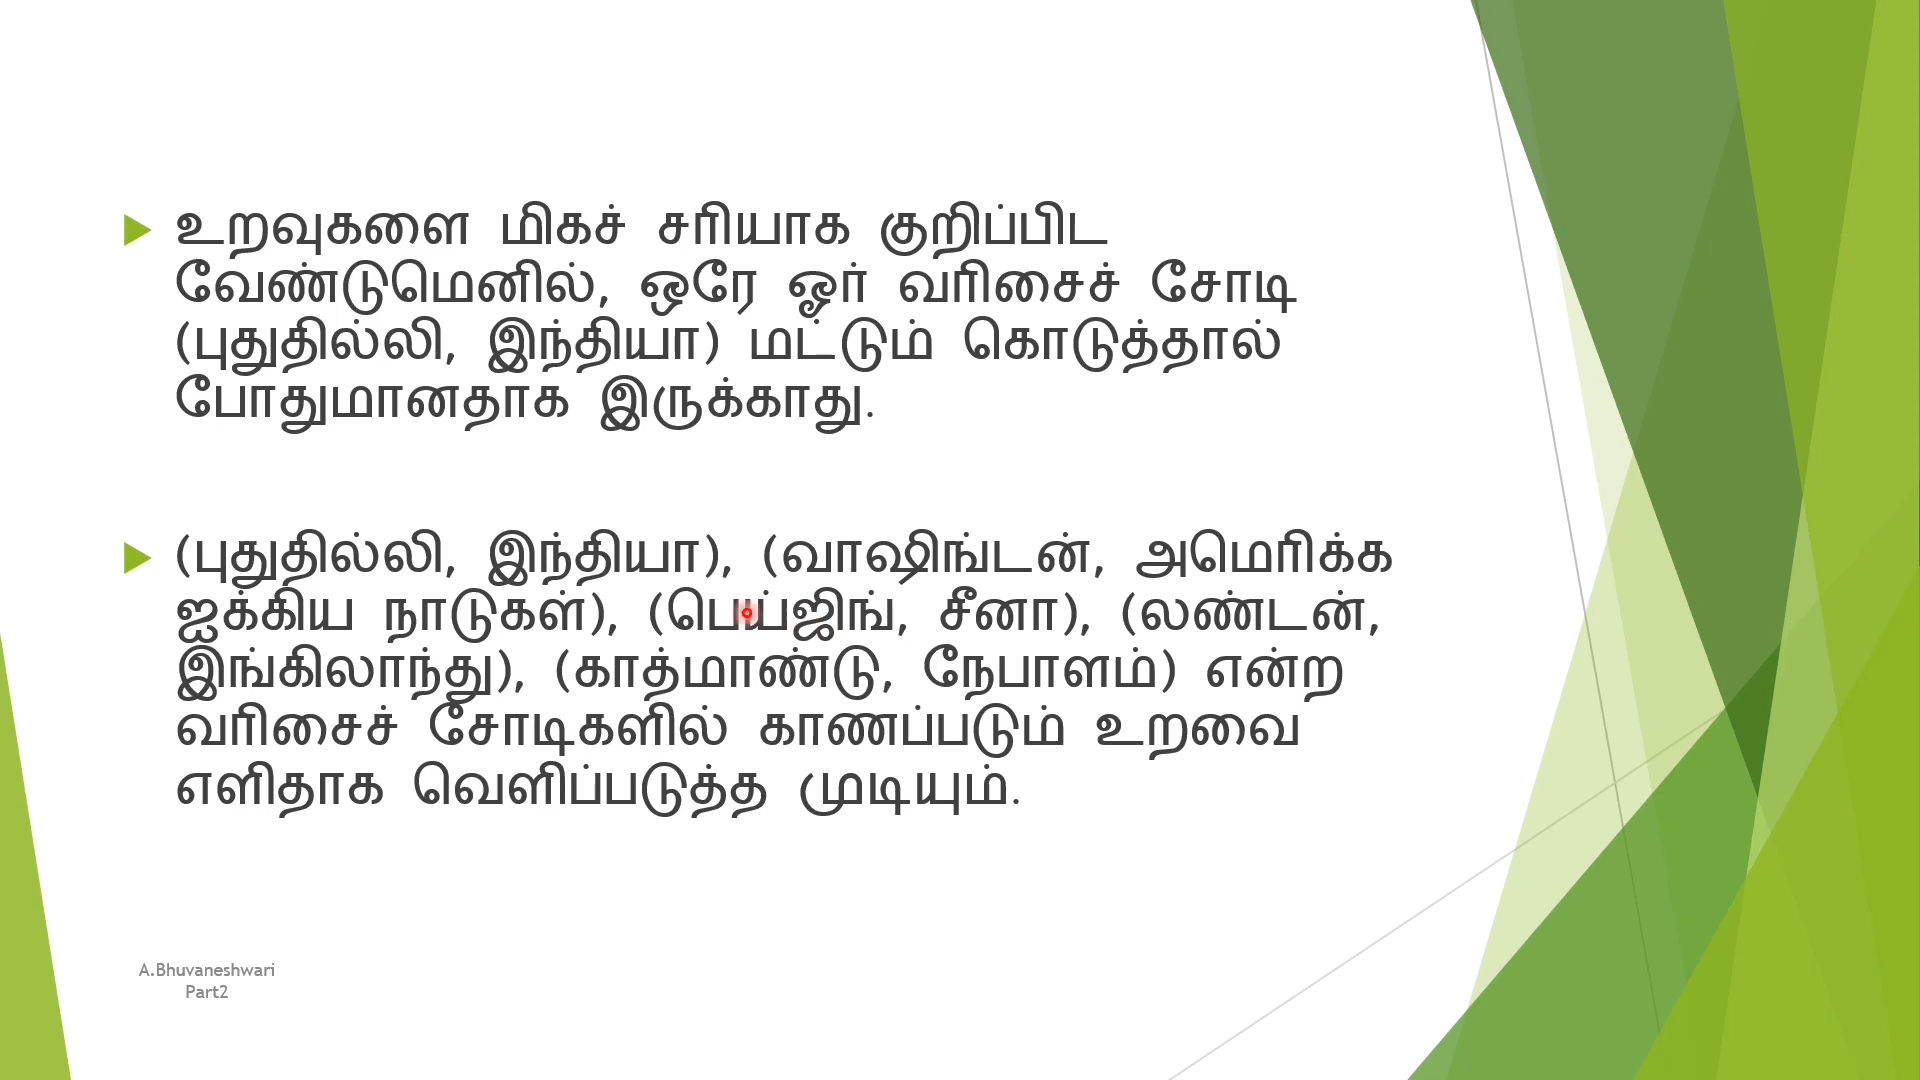 உறவுகளை மிகச் சரியாக குறிப்பிட
வேண்டுமெனில், ஒரே ஓர் வரிசைச் சோடி
(புதுதில்லி, இந்தியா) மட்டும் கொடுத்தால்
போதுமானதாக இருக்காது.
(புதுதில்லி, இந்தியா), (வாஷிங்டன், அமெரிக்க
ஐக்கிய நாடுகள்), (பெய்ஜிங், சீனா), (லண்டன்,
இங்கிலாந்து), (காத்மாண்டு, நேபாளம்) என்ற
வரிசைச் சோடிகளில் காணப்படும் உறவை
எளிதாக வெளிப்படுத்த முடியும்.
A.Bhuvaneshwari
Part2